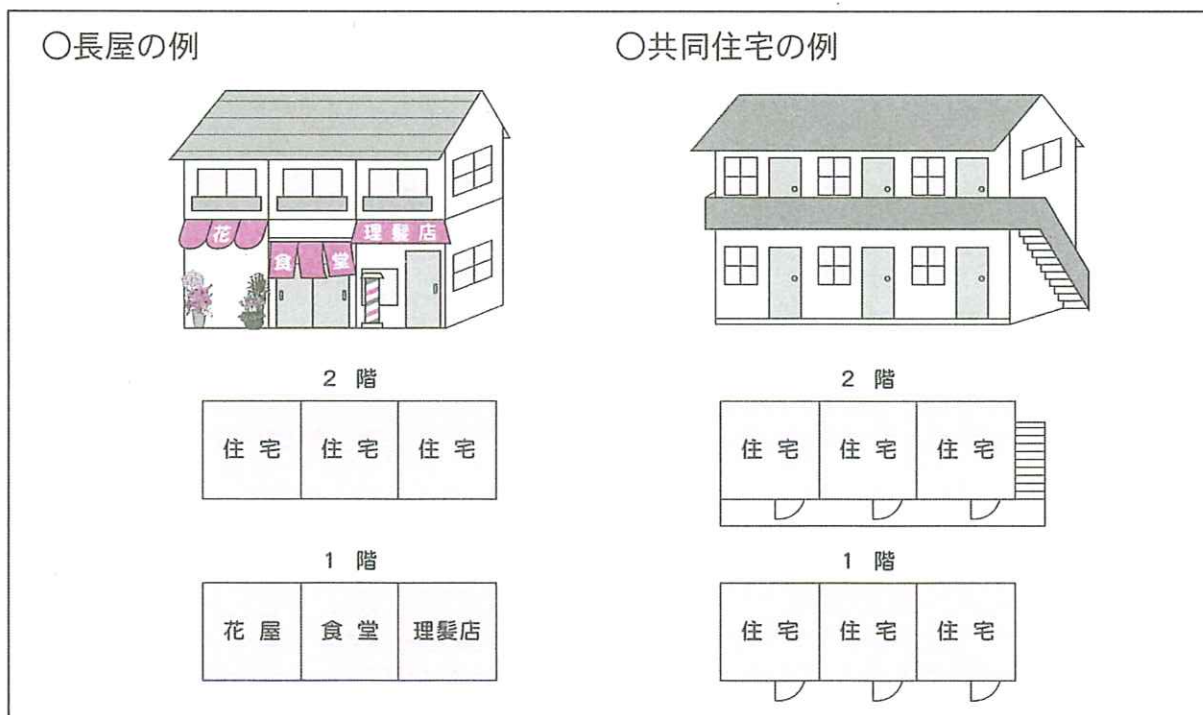 〇長屋の例
花
食堂
理髪店
2 階
住宅 住宅 住宅
1 階
花屋 食堂 理髪店
〇共同住宅の例
2 階
住宅 住宅 住宅
1 階
住宅 住宅 住宅